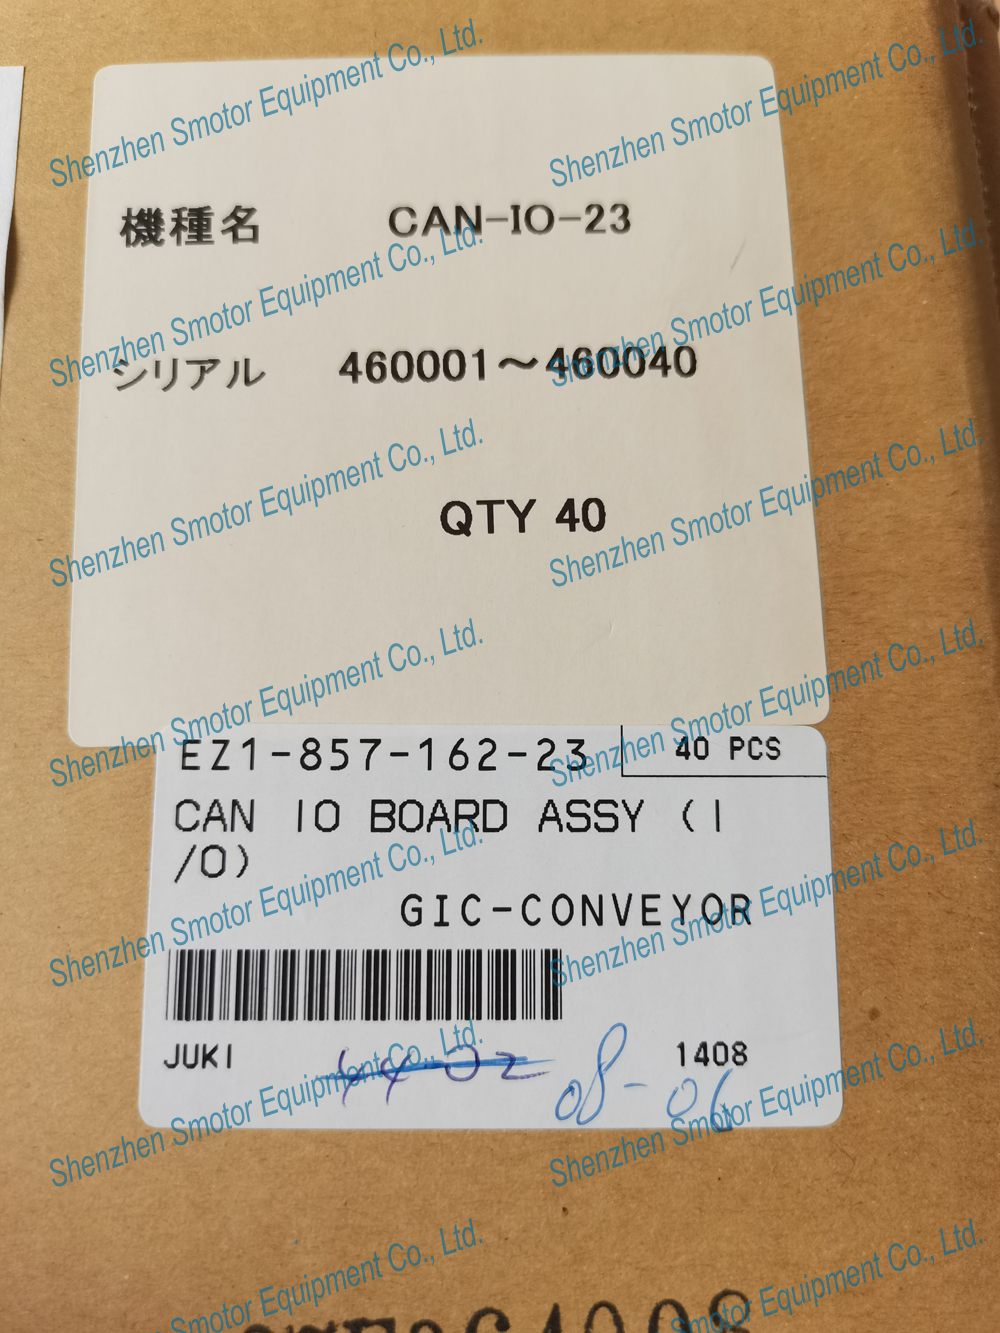 機種名 CAN-IO-23
シリアル 460001～460040
QTY 40
EZ1-857-162-23 40 PCS
CAN IO BOARD ASSY (I
/O)
GIC-CONVEYOR
JUKI 1408
08-06
Shenzhen Smotor Equipment Co., Ltd.
Shenzhen Smotor Equipment Co., Ltd.
Shenzhen Smotor Equipment Co., Ltd.
Shenzhen Smotor Equipment Co., Ltd.
Shenzhen Smotor Equipment Co., Ltd.
Shenzhen Smotor Equipment Co., Ltd.
Shenzhen Smotor Equipment Co., Ltd.
Shenzhen Smotor Equipment Co., Ltd.
Shenzhen Smotor Equipment Co., Ltd.
Shenzhen Smotor Equipment Co., Ltd.
Shenzhen Smotor Equipment Co., Ltd.
Shenzhen Smotor Equipment Co., Ltd.
Shenzhen Smotor Equipment Co., Ltd.
Shenzhen Smotor Equipment Co., Ltd.